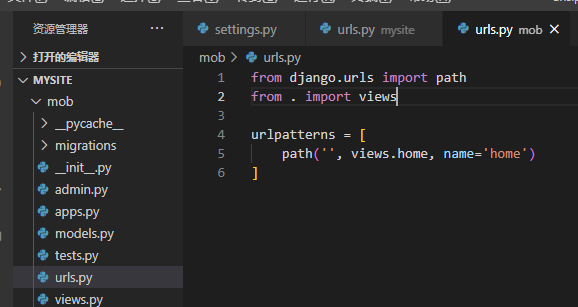 资源管理器
打开的编辑器
MYSITE
mob
__pycache__
migrations
__init__.py
admin.py
apps.py
models.py
tests.py
urls.py
views.py
settings.py
urls.py mysite
urls.py mob
mob > urls.py
1 from django.urls import path
2 from . import views
3
4 urlpatterns = [
5 path('', views.home, name='home')
6 ]